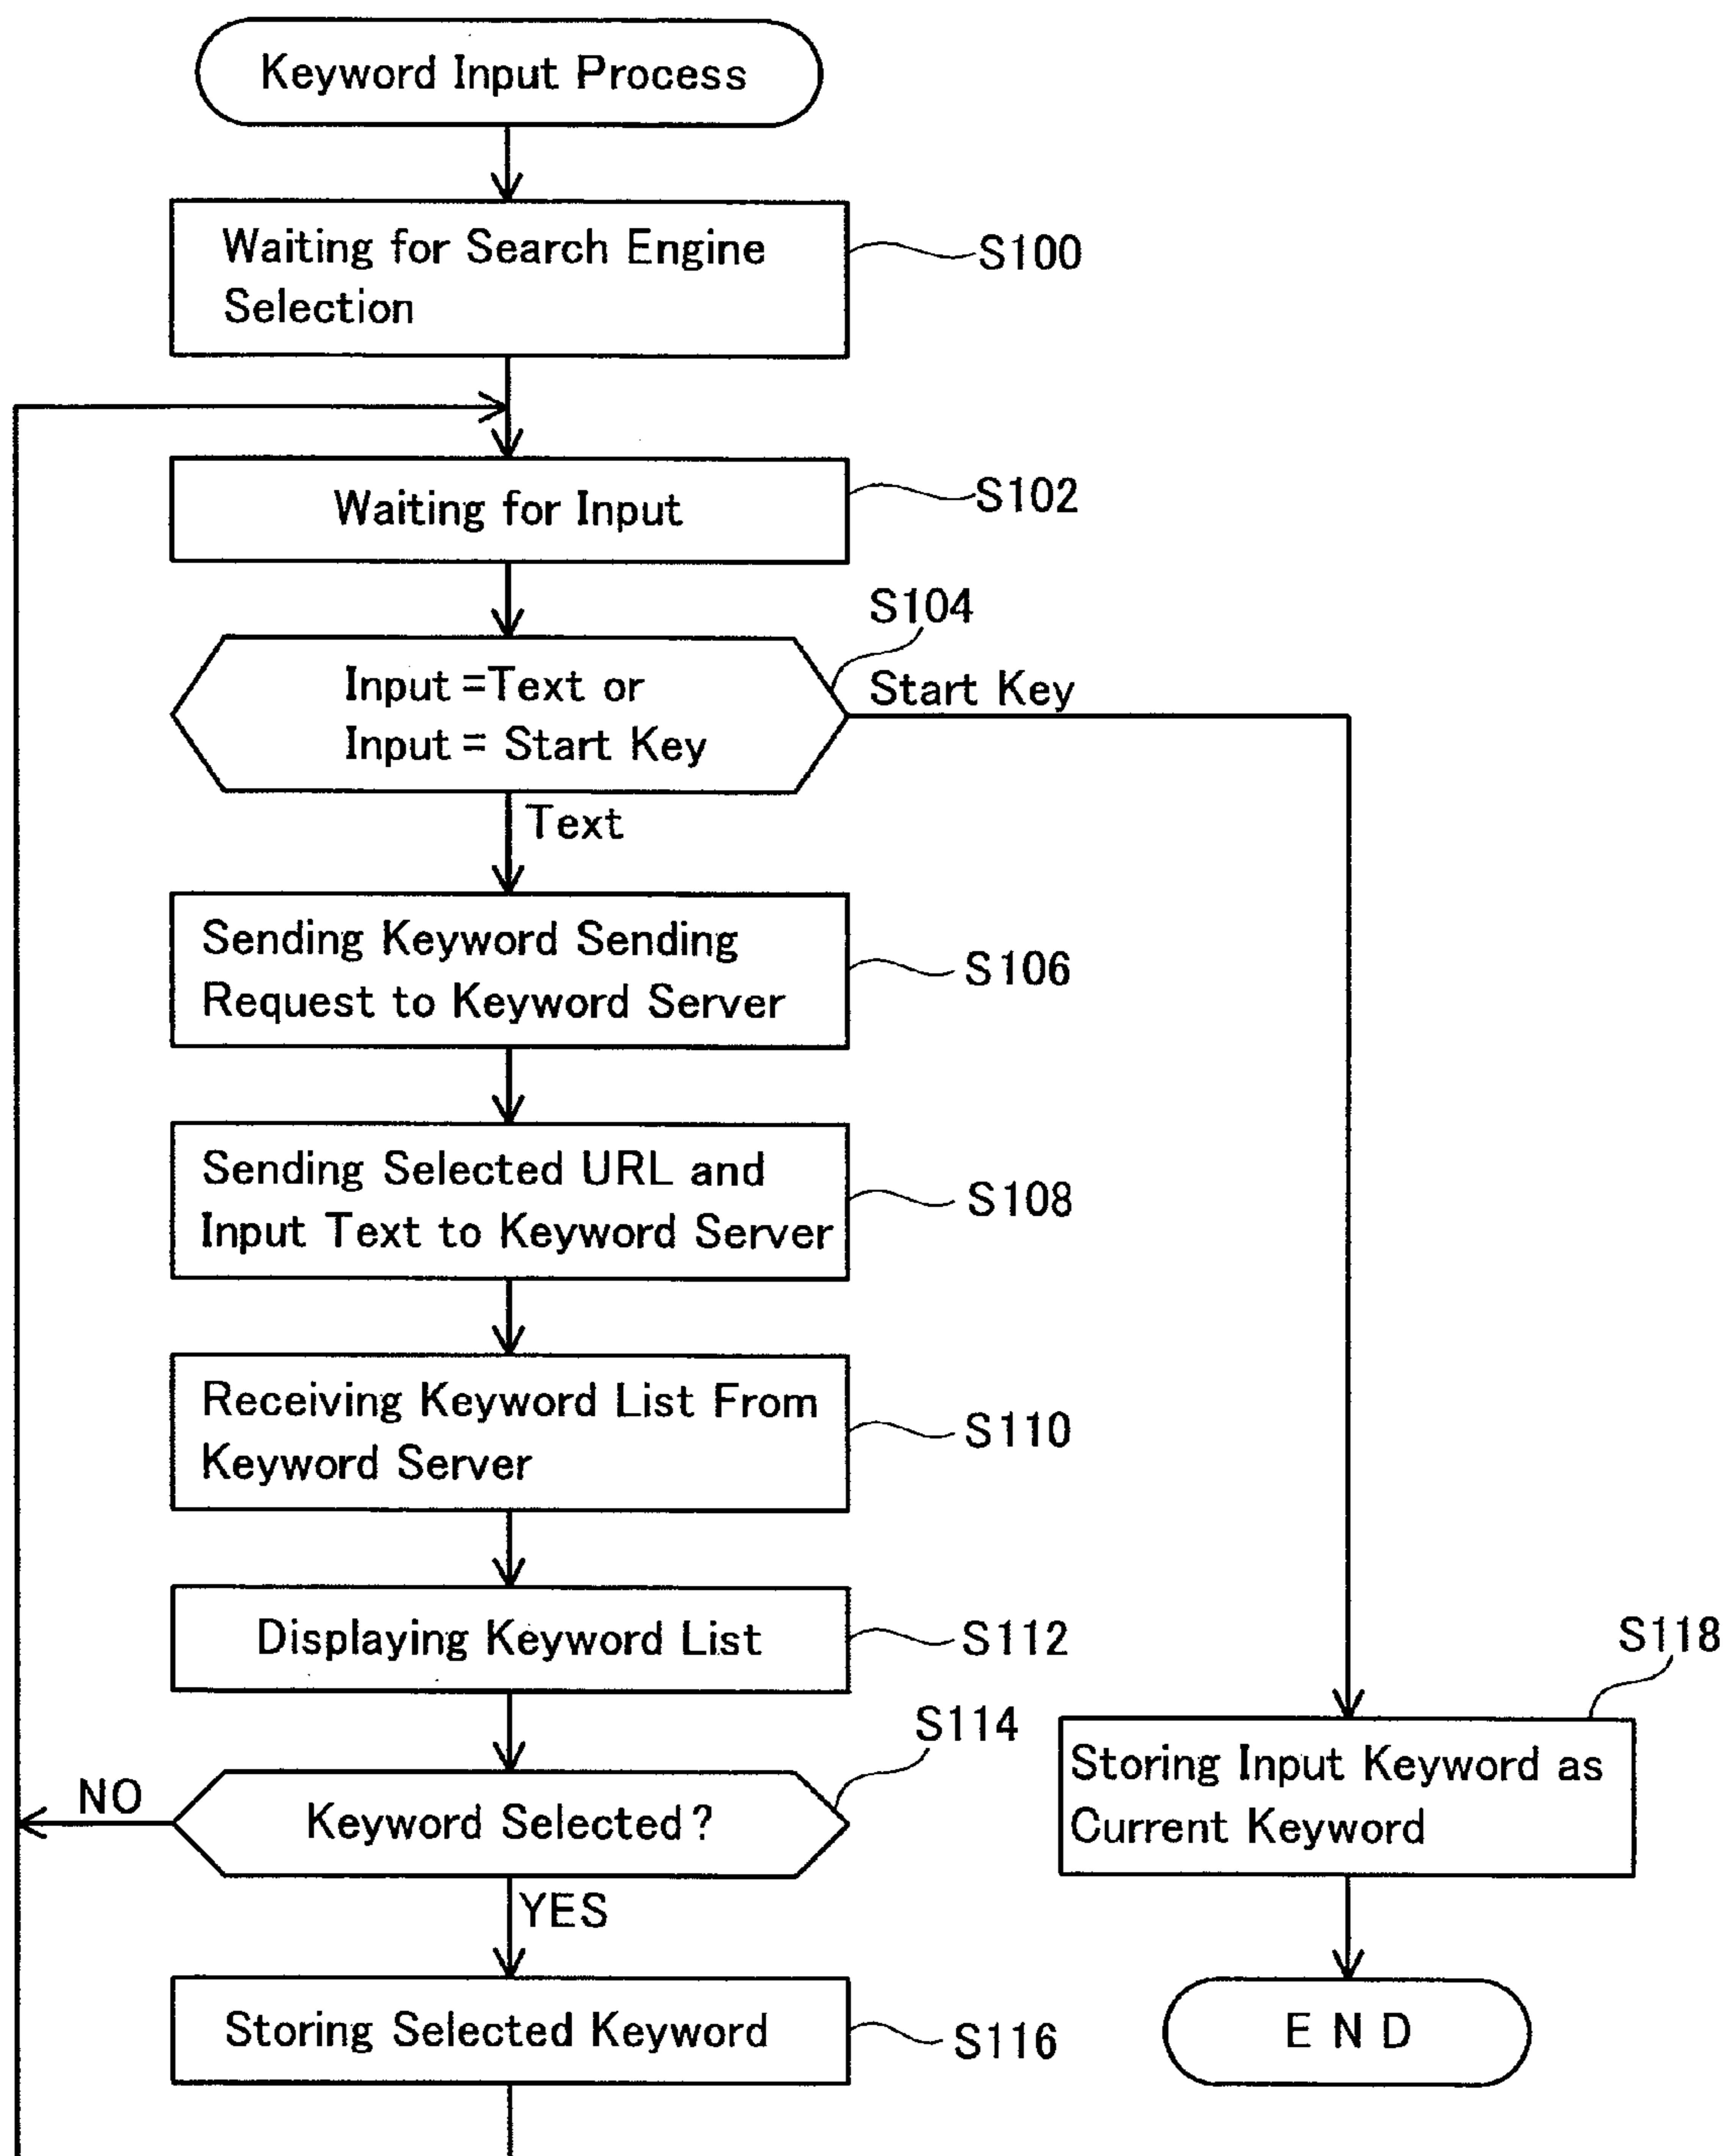 Keyword Input Process
Waiting for Search Engine
Selection
S100
Waiting for Input
S102
S104
Input =Text or
Input = Start Key
Start Key
Text
Sending Keyword Sending
Request to Keyword Server
S106
Sending Selected URL and
Input Text to Keyword Server
S108
Receiving Keyword List From
Keyword Server
S110
Displaying Keyword List
S112
S114
Keyword Selected?
NO
YES
Storing Selected Keyword
S116
S118
Storing Input Keyword as
Current Keyword
E N D